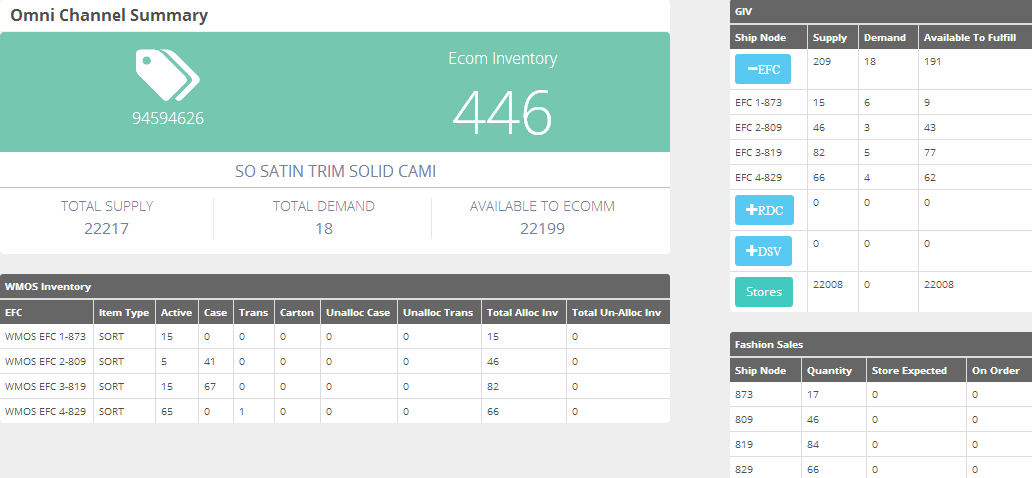 Omni Channel Summary
94594626
Ecom Inventory
446
SO SATIN TRIM SOLID CAMI
TOTAL SUPPLY TOTAL DEMAND AVAILABLE TO ECOMM
22217 18 22199
WMOS Inventory
EFC Item Type Active Case Trans Carton Unalloc Case Unalloc Trans Total Alloc Inv Total Un-Alloc Inv
WMOS EFC 1-873 SORT 15 0 0 0 0 0 15 0
WMOS EFC 2-809 SORT 5 41 0 0 0 0 46 0
WMOS EFC 3-819 SORT 15 67 0 0 0 0 82 0
WMOS EFC 4-829 SORT 65 0 1 0 0 0 66 0
GIV
Ship Node Supply Demand Available To Fulfill
−EFC 209 18 191
EFC 1-873 15 6 9
EFC 2-809 46 3 43
EFC 3-819 82 5 77
EFC 4-829 66 4 62
+RDC 0 0 0
+DSV 0 0 0
Stores 22008 0 22008
Fashion Sales
Ship Node Quantity Store Expected On Order
873 17 0 0
809 46 0 0
819 84 0 0
829 66 0 0